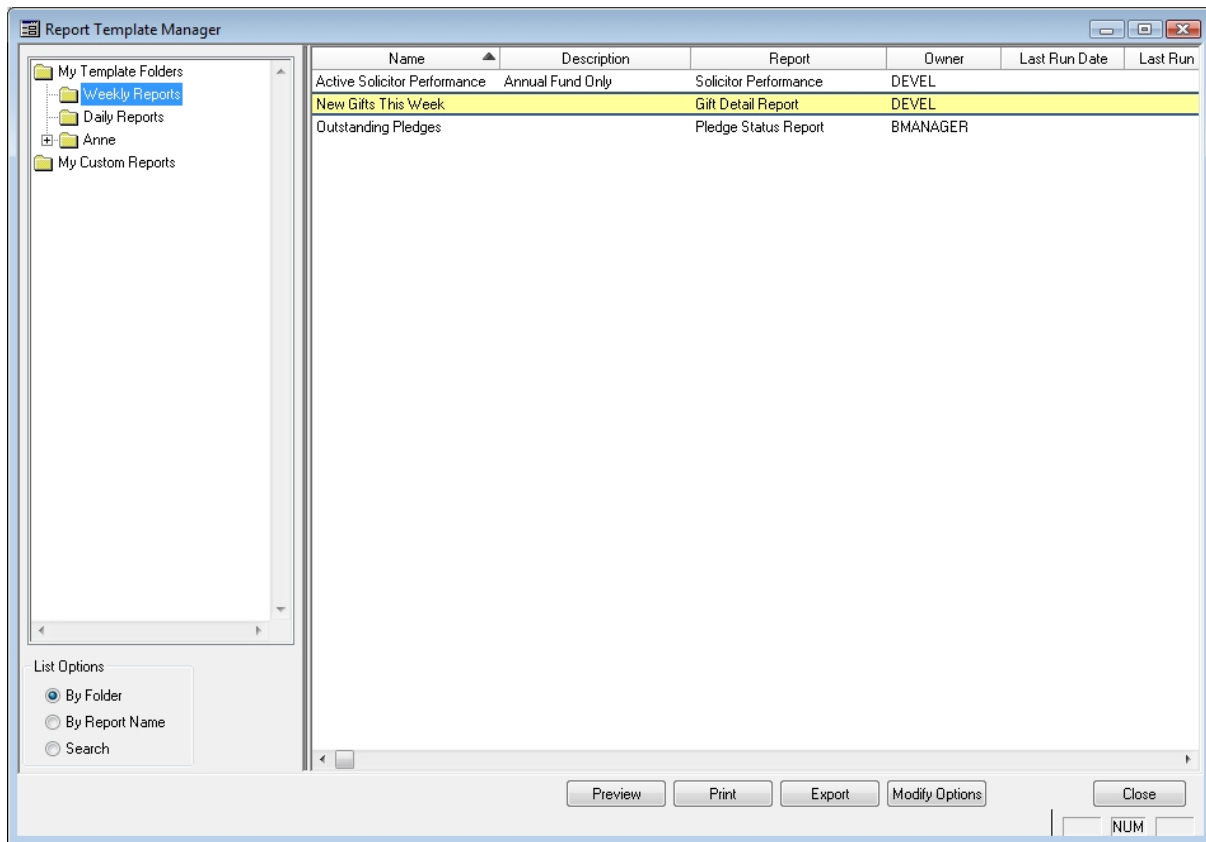 Report Template Manager
My Template Folders
Weekly Reports
Daily Reports
Anne
My Custom Reports
Name Description Report Owner Last Run Date Last Run
Active Solicitor Performance Annual Fund Only Solicitor Performance DEVEL
New Gifts This Week Gift Detail Report DEVEL
Outstanding Pledges Pledge Status Report BMANAGER
List Options
By Folder
By Report Name
Search
Preview Print Export Modify Options Close
NUM